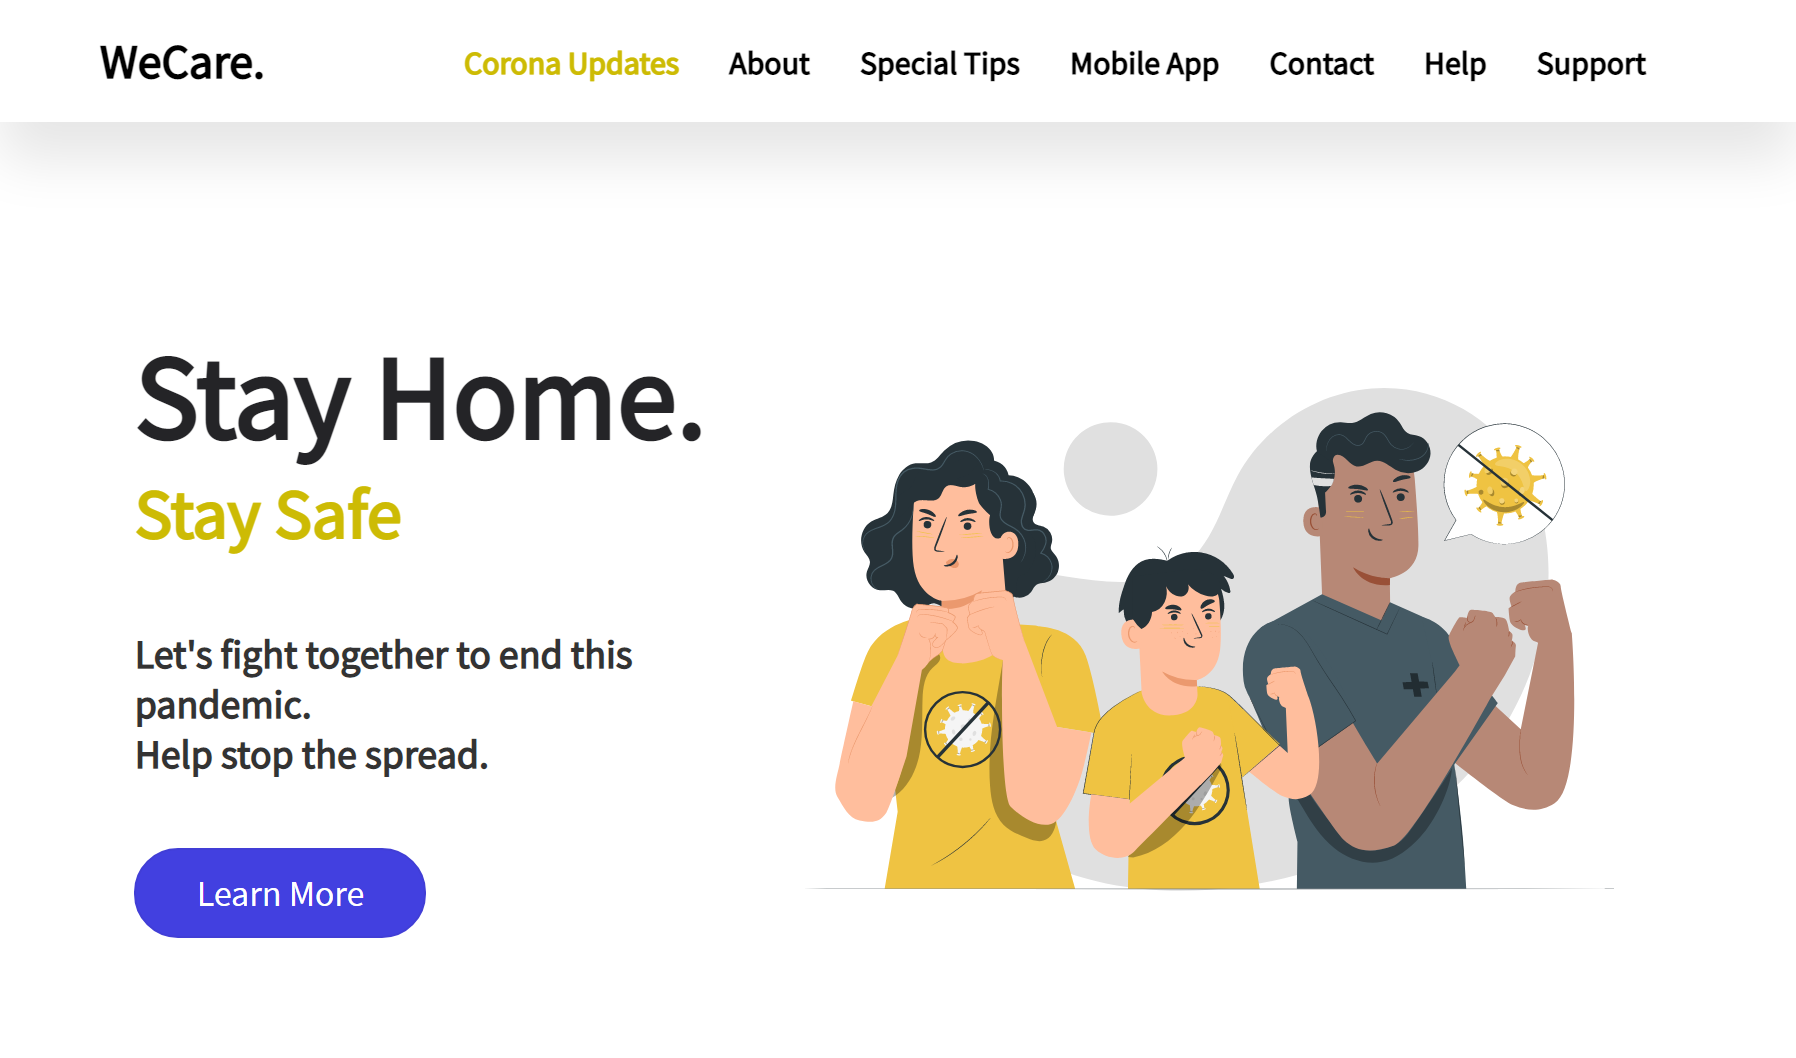 WeCare.
Corona Updates About Special Tips Mobile App Contact Help Support
Stay Home.
Stay Safe
Let's fight together to end this
pandemic.
Help stop the spread.
Learn More